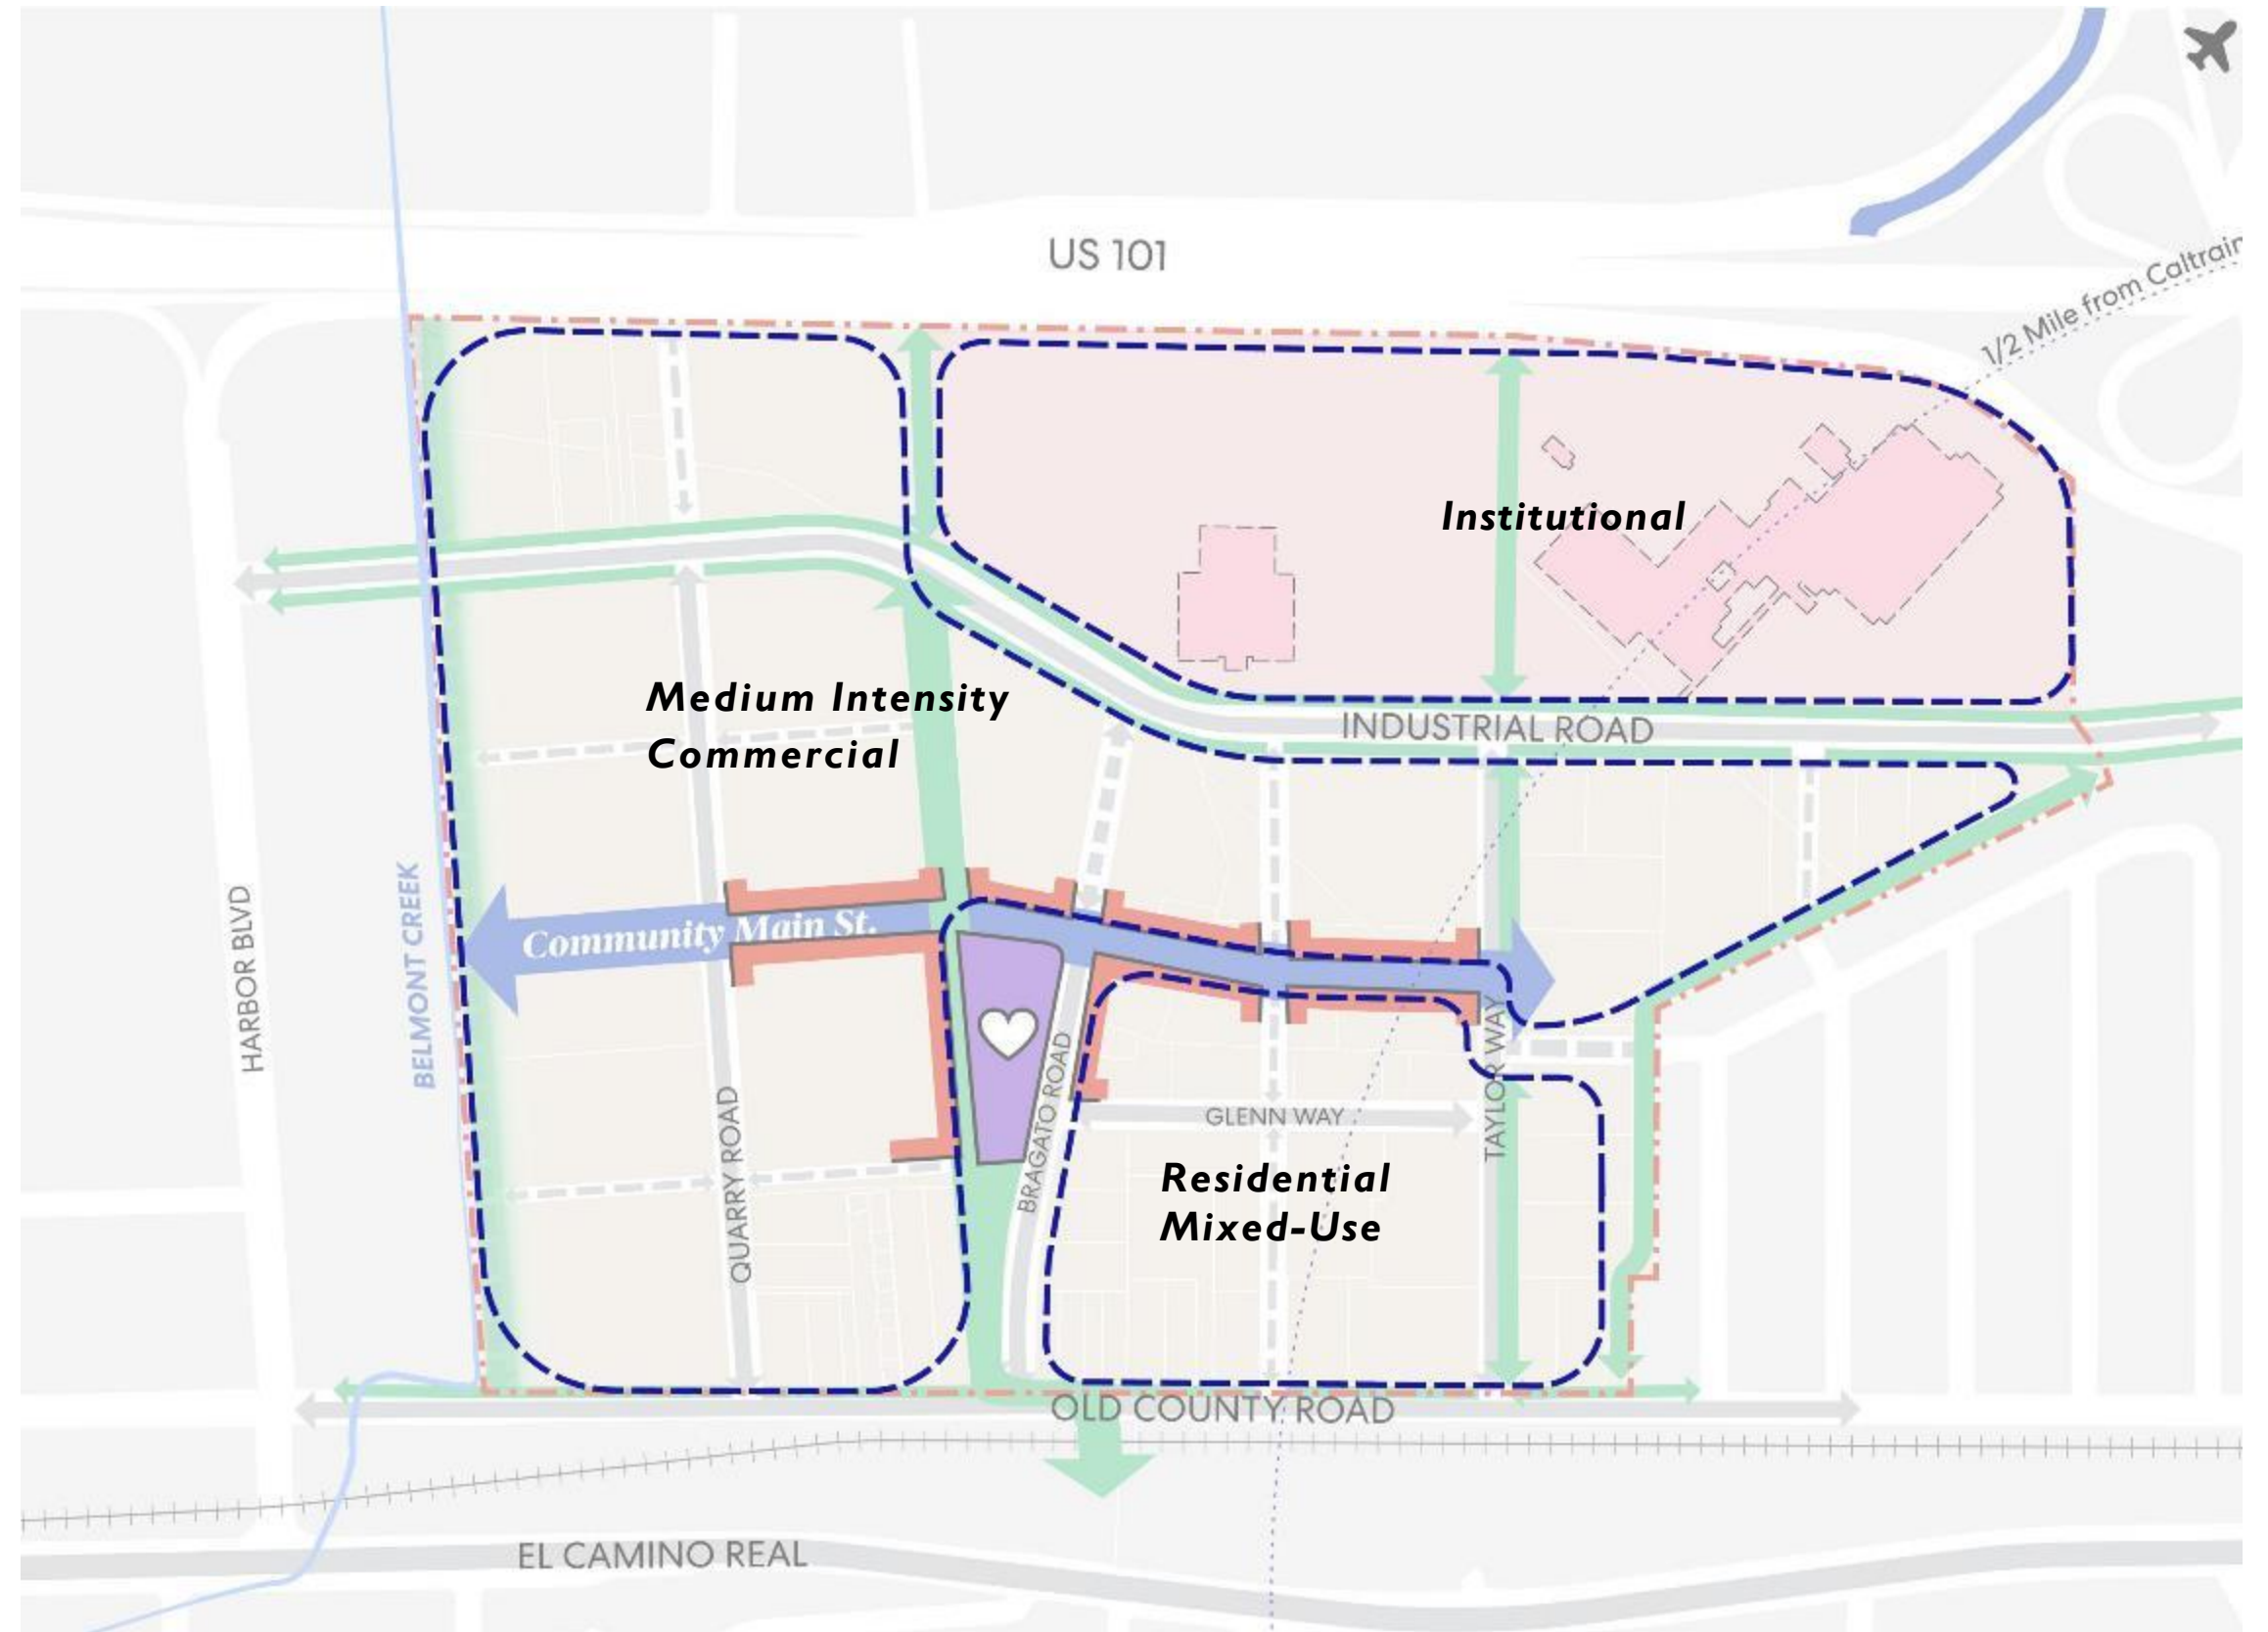 US 101
1/2 Mile from Caltrain
Institutional
Medium Intensity
Commercial
INDUSTRIAL ROAD
HARBOR BLVD
BELMONT CREEK
Community Main St.
QUARRY ROAD
BRAGATO ROAD
GLENN WAY
TAYLOR WAY
Residential
Mixed-Use
OLD COUNTY ROAD
EL CAMINO REAL